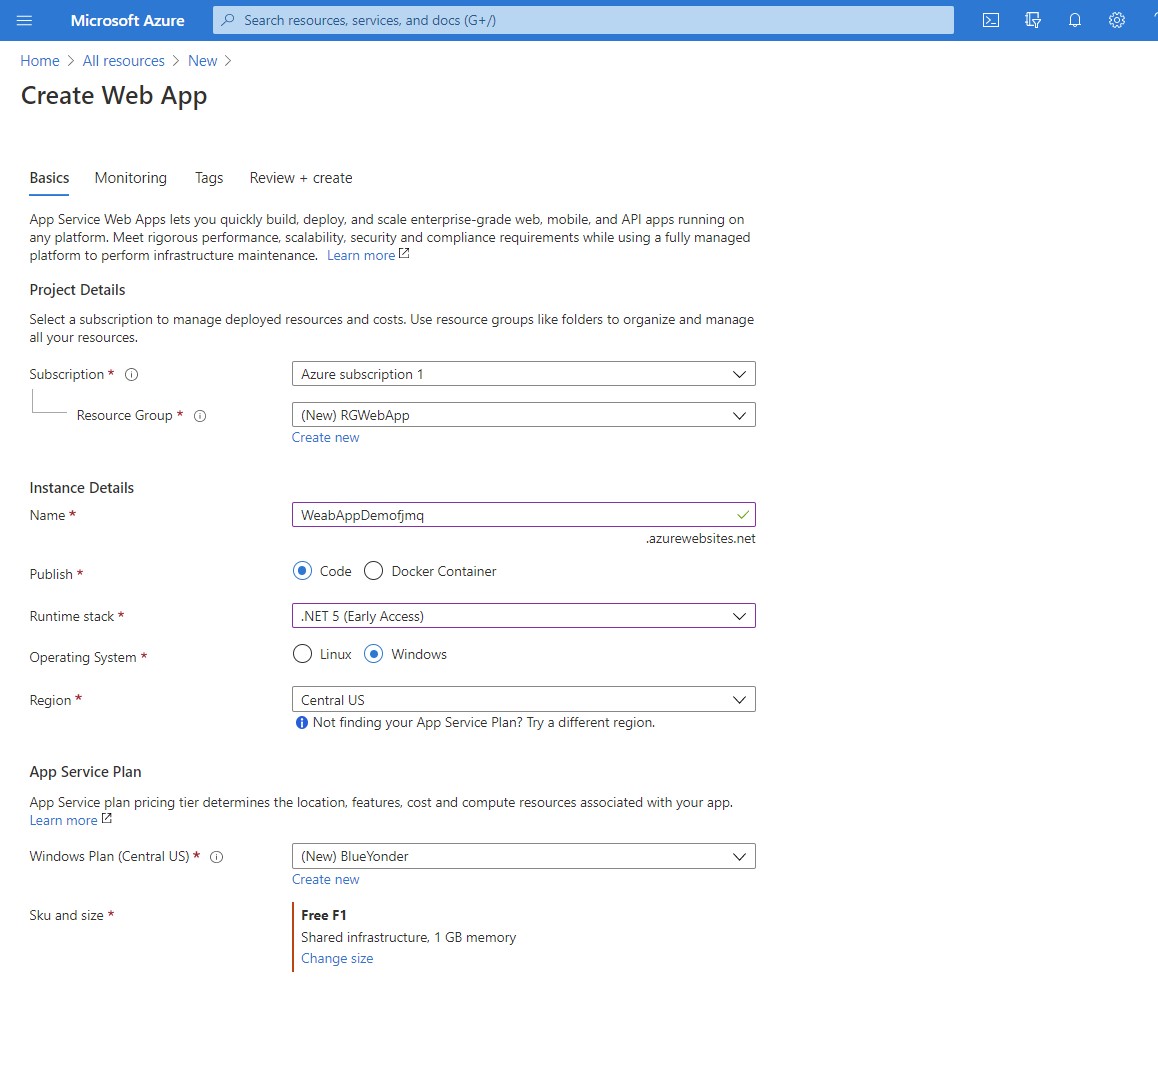 Microsoft Azure
Search resources, services, and docs (G+/)
Home > All resources > New >
Create Web App
Basics Monitoring Tags Review + create
App Service Web Apps lets you quickly build, deploy, and scale enterprise-grade web, mobile, and API apps running on
any platform. Meet rigorous performance, scalability, security and compliance requirements while using a fully managed
platform to perform infrastructure maintenance. Learn more
Project Details
Select a subscription to manage deployed resources and costs. Use resource groups like folders to organize and manage
all your resources.
Subscription * Azure subscription 1
Resource Group * (New) RGWebApp
Create new
Instance Details
Name * WeabAppDemofjmq
.azurewebsites.net
Publish * Code Docker Container
Runtime stack * .NET 5 (Early Access)
Operating System * Linux Windows
Region * Central US
Not finding your App Service Plan? Try a different region.
App Service Plan
App Service plan pricing tier determines the location, features, cost and compute resources associated with your app.
Learn more
Windows Plan (Central US) * (New) BlueYonder
Create new
Sku and size * Free F1
Shared infrastructure, 1 GB memory
Change size